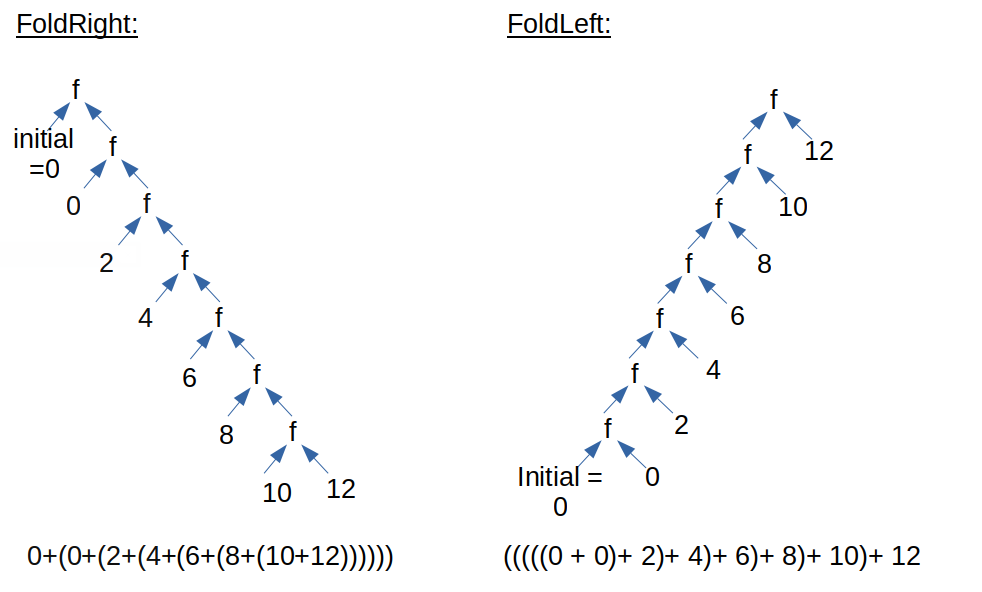 FoldRight:
f
initial
=0
f
0
f
2
f
4
f
6
f
8
f
10
12
0+(0+(2+(4+(6+(8+(10+12))))))
FoldLeft:
f
f
12
f
10
f
8
f
6
f
4
f
2
Initial =
0
0
(((((0 + 0)+ 2)+ 4)+ 6)+ 8)+ 10)+ 12